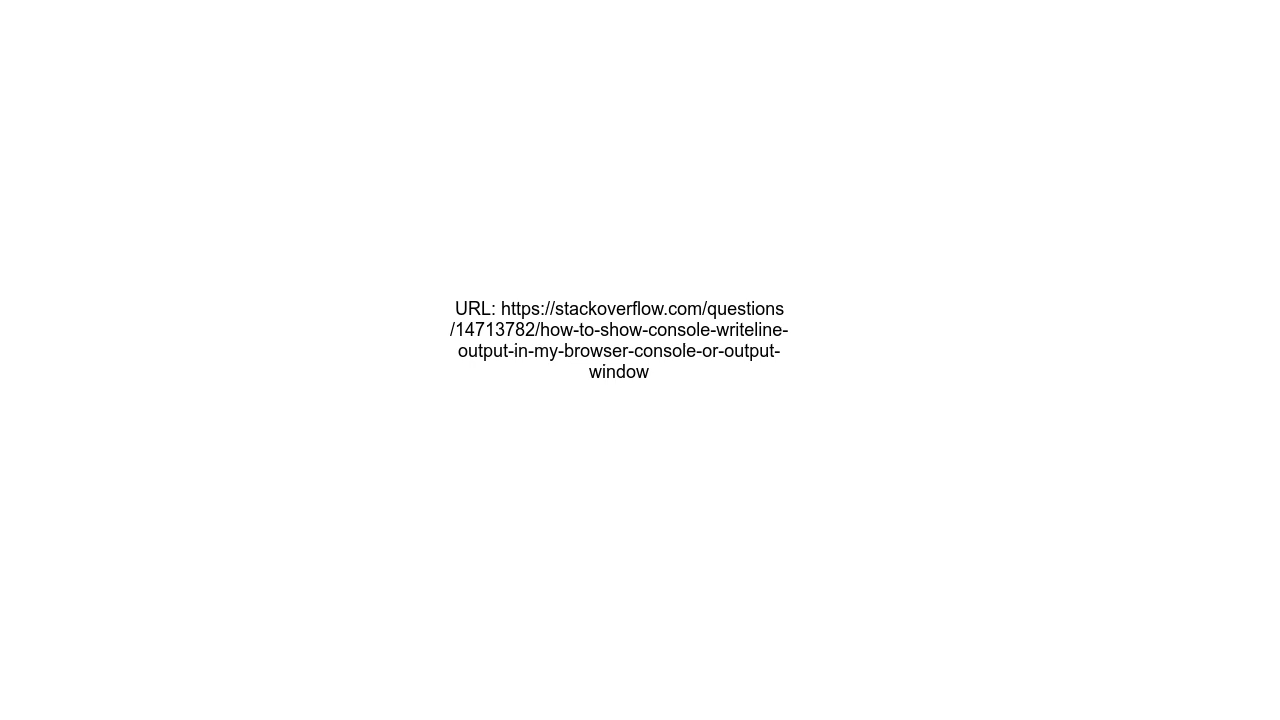 URL: https://stackoverflow.com/questions
/14713782/how-to-show-console-writeline-
output-in-my-browser-console-or-output-
window